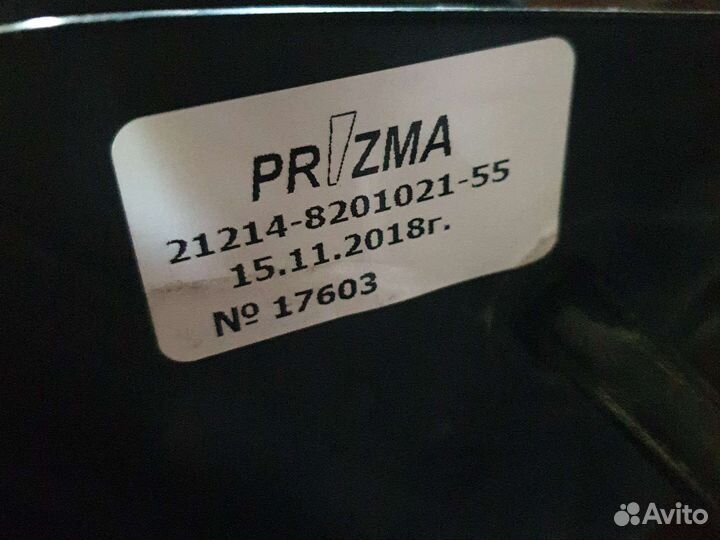 PRIZMA
21214-8201021-55
15.11.2018г.
№ 17603
Avito